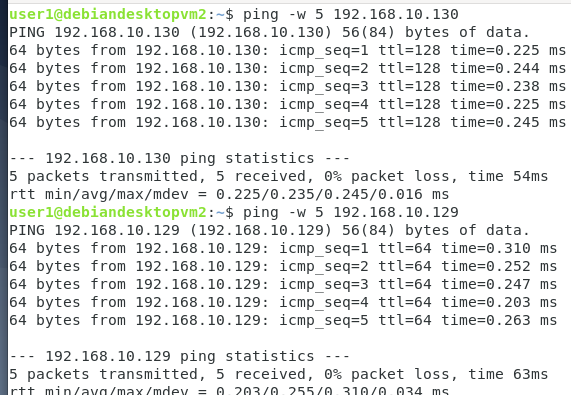 user1@debiandesktopvm2:~$ ping -w 5 192.168.10.130
PING 192.168.10.130 (192.168.10.130) 56(84) bytes of data.
64 bytes from 192.168.10.130: icmp_seq=1 ttl=128 time=0.225 ms
64 bytes from 192.168.10.130: icmp_seq=2 ttl=128 time=0.244 ms
64 bytes from 192.168.10.130: icmp_seq=3 ttl=128 time=0.238 ms
64 bytes from 192.168.10.130: icmp_seq=4 ttl=128 time=0.225 ms
64 bytes from 192.168.10.130: icmp_seq=5 ttl=128 time=0.245 ms

--- 192.168.10.130 ping statistics ---
5 packets transmitted, 5 received, 0% packet loss, time 54ms
rtt min/avg/max/mdev = 0.225/0.235/0.245/0.016 ms
user1@debiandesktopvm2:~$ ping -w 5 192.168.10.129
PING 192.168.10.129 (192.168.10.129) 56(84) bytes of data.
64 bytes from 192.168.10.129: icmp_seq=1 ttl=64 time=0.310 ms
64 bytes from 192.168.10.129: icmp_seq=2 ttl=64 time=0.252 ms
64 bytes from 192.168.10.129: icmp_seq=3 ttl=64 time=0.247 ms
64 bytes from 192.168.10.129: icmp_seq=4 ttl=64 time=0.203 ms
64 bytes from 192.168.10.129: icmp_seq=5 ttl=64 time=0.263 ms

--- 192.168.10.129 ping statistics ---
5 packets transmitted, 5 received, 0% packet loss, time 63ms
rtt min/avg/max/mdev = 0.203/0.255/0.310/0.034 ms